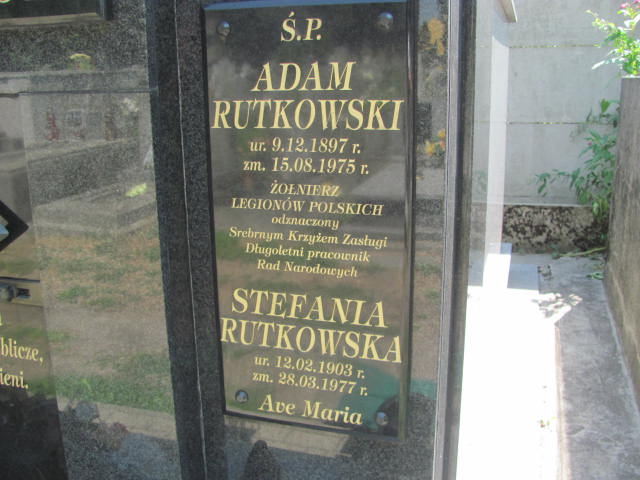 Ś.P.
ADAM
RUTKOWSKI
ur. 9.12.1897 r.
zm. 15.08.1975 r.
ŻOŁNIERZ
LEGIONÓW POLSKICH
odznaczony
Srebrnym Krzyżem Zasługi
Długoletni pracownik
Rad Narodowych
STEFANIA
RUTKOWSKA
ur. 12.02.1903 r.
zm. 28.03.1977 r.
Ave Maria
blicze,
ieni.